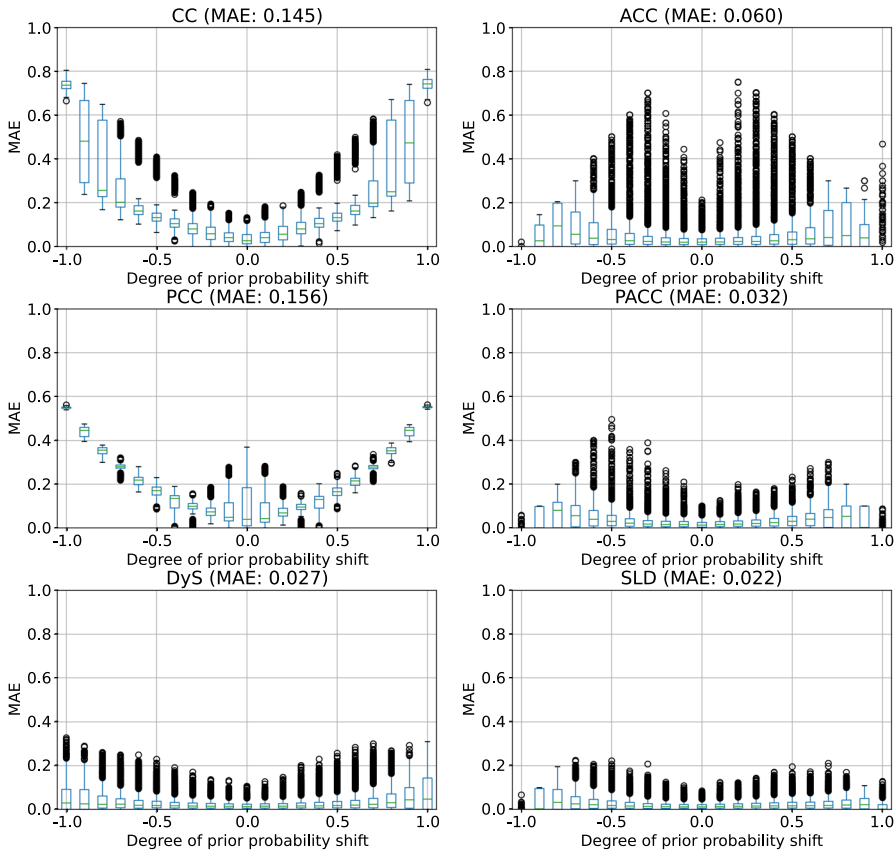 CC (MAE: 0.145)
1.0
0.8
0.6
0.4
0.2
0.0
MAE
-1.0 -0.5 0.0 0.5 1.0
Degree of prior probability shift
ACC (MAE: 0.060)
1.0
0.8
0.6
0.4
0.2
0.0
MAE
-1.0 -0.5 0.0 0.5 1.0
Degree of prior probability shift
PCC (MAE: 0.156)
1.0
0.8
0.6
0.4
0.2
0.0
MAE
-1.0 -0.5 0.0 0.5 1.0
Degree of prior probability shift
PACC (MAE: 0.032)
1.0
0.8
0.6
0.4
0.2
0.0
MAE
-1.0 -0.5 0.0 0.5 1.0
Degree of prior probability shift
DyS (MAE: 0.027)
1.0
0.8
0.6
0.4
0.2
0.0
MAE
-1.0 -0.5 0.0 0.5 1.0
Degree of prior probability shift
SLD (MAE: 0.022)
1.0
0.8
0.6
0.4
0.2
0.0
MAE
-1.0 -0.5 0.0 0.5 1.0
Degree of prior probability shift